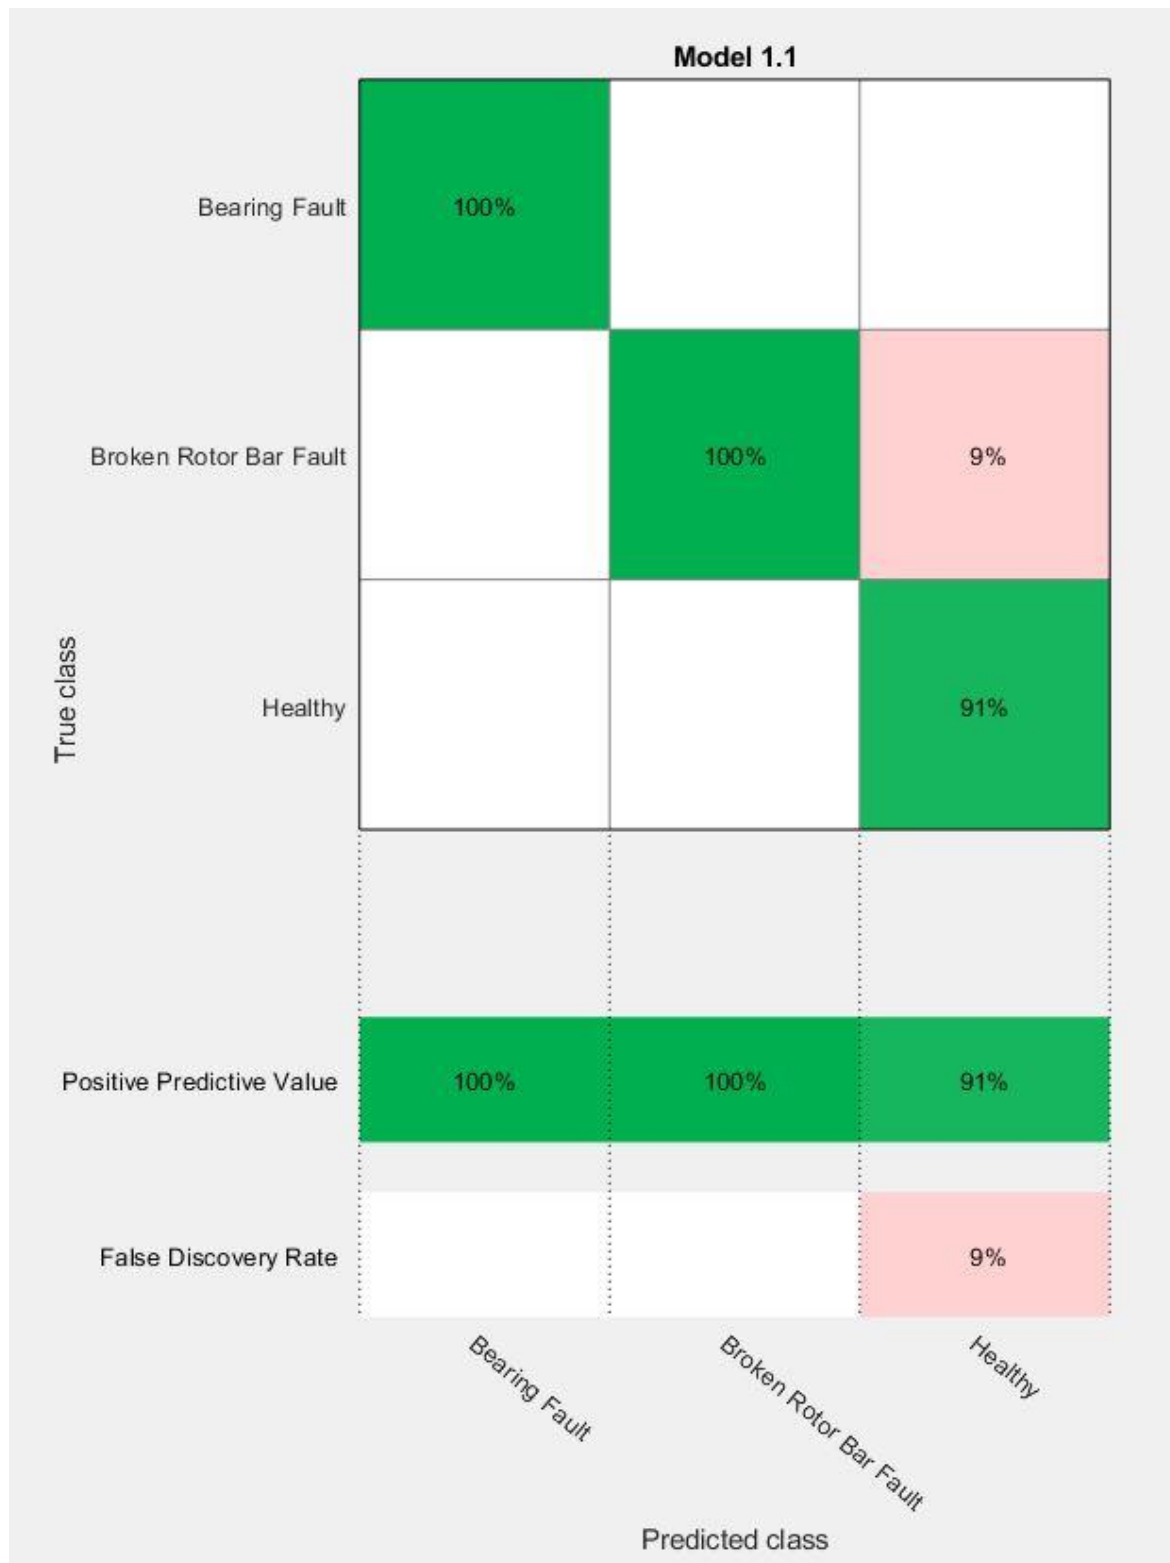 Model 1.1
Bearing Fault
100%
Broken Rotor Bar Fault
100%
9%
True class
Healthy
91%
Positive Predictive Value
100%
100%
91%
False Discovery Rate
9%
Bearing Fault
Broken Rotor Bar Fault
Healthy
Predicted class